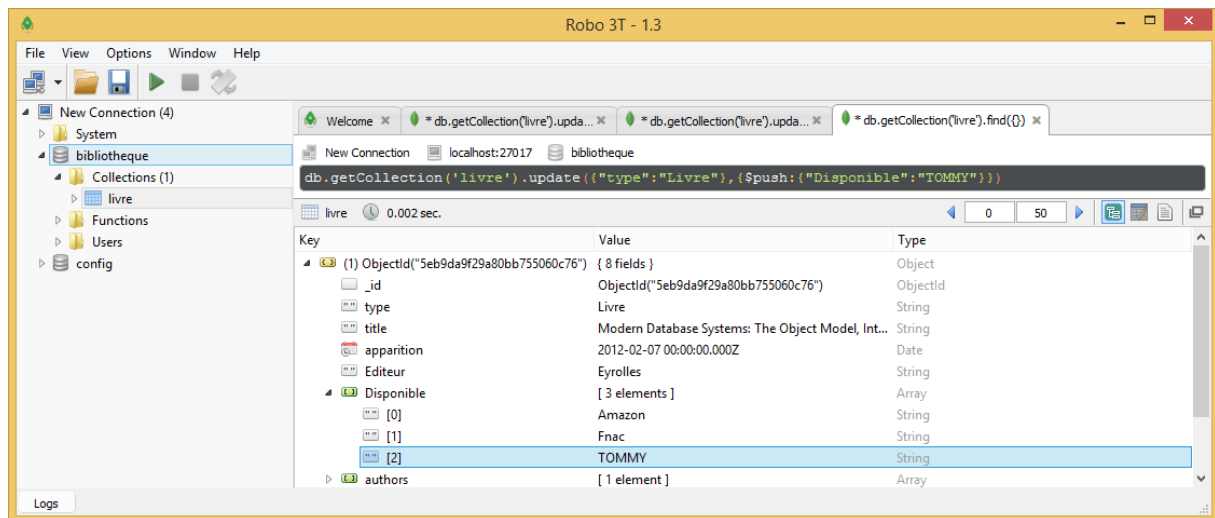 Robo 3T - 1.3
File View Options Window Help
New Connection (4)
System
bibliotheque
Collections (1)
livre
Functions
Users
config
Welcome
* db.getCollection('livre').upda...
* db.getCollection('livre').upda...
* db.getCollection('livre').find({})
New Connection localhost:27017 bibliotheque
db.getCollection('livre').update({"type":"Livre"},{$push:{"Disponible":"TOMMY"}})
livre 0.002 sec. 0 50
Key Value Type
(1) ObjectId("5eb9da9f29a80bb755060c76") { 8 fields } Object
_id ObjectId("5eb9da9f29a80bb755060c76") ObjectId
type Livre String
title Modern Database Systems: The Object Model, Int... String
apparition 2012-02-07 00:00:00.000Z Date
Editeur Eyrolles String
Disponible [ 3 elements ] Array
[0] Amazon String
[1] Fnac String
[2] TOMMY String
authors [ 1 element ] Array
Logs